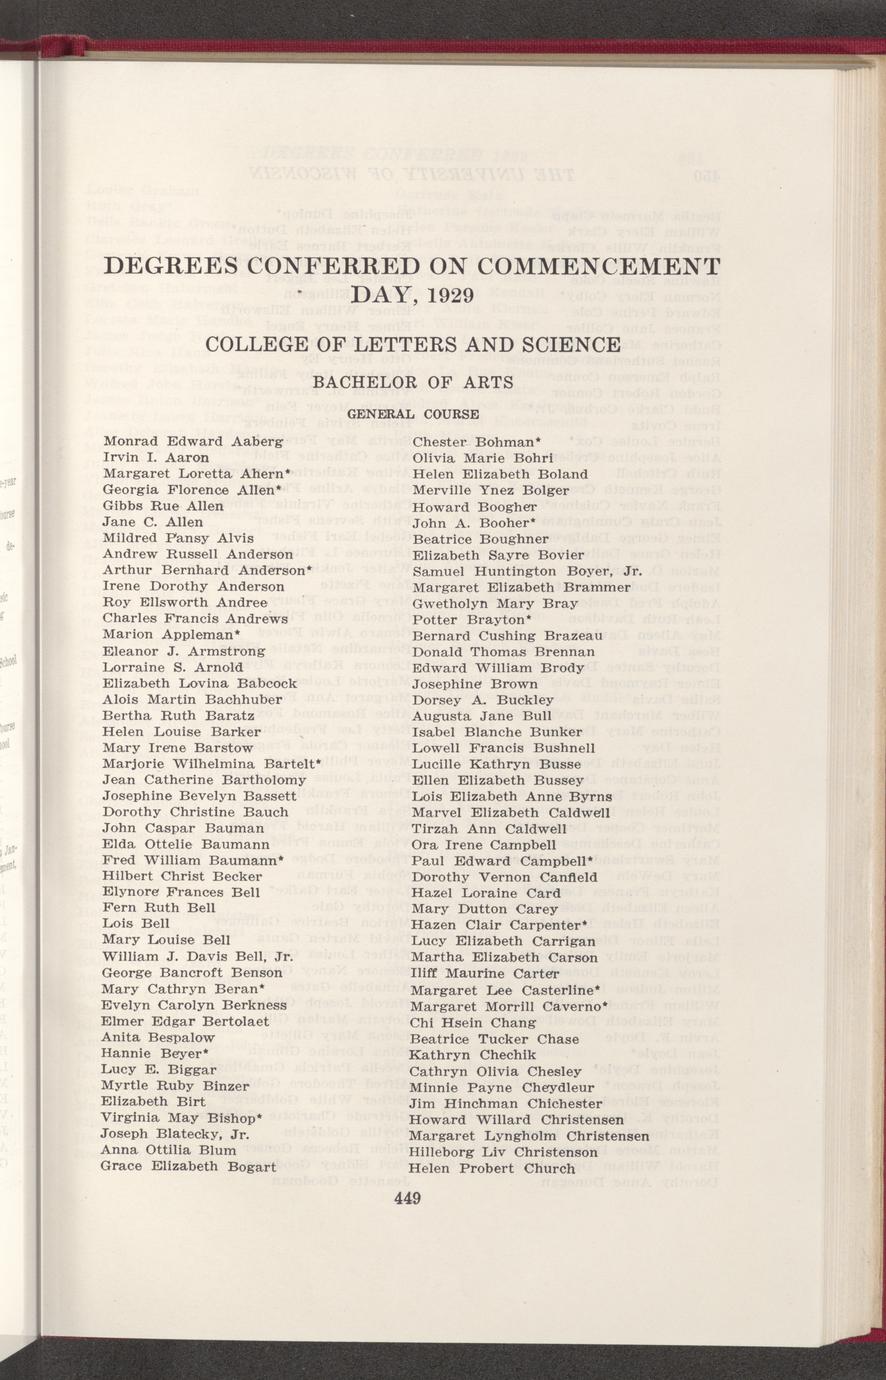 DEGREES CONFERRED ON COMMENCEMENT
DAY, 1929
COLLEGE OF LETTERS AND SCIENCE
BACHELOR OF ARTS
GENERAL COURSE
Monrad Edward Aaberg
Irvin I. Aaron
Margaret Loretta Ahern*
Georgia Florence Allen*
Gibbs Rue Allen
Jane C. Allen
Mildred Pansy Alvis
Andrew Russell Anderson
Arthur Bernhard Anderson*
Irene Dorothy Anderson
Roy Ellsworth Andree
Charles Francis Andrews
Marion Appleman*
Eleanor J. Armstrong
Lorraine S. Arnold
Elizabeth Lovina Babcock
Alois Martin Bachhuber
Bertha Ruth Baratz
Helen Louise Barker
Mary Irene Barstow
Marjorie Wilhelmina Bartelt*
Jean Catherine Bartholomy
Josephine Bevelyn Bassett
Dorothy Christine Bauch
John Caspar Bauman
Elda Ottelie Baumann
Fred William Baumann*
Hilbert Christ Becker
Elynore Frances Bell
Fern Ruth Bell
Lois Bell
Mary Louise Bell
William J. Davis Bell, Jr.
George Bancroft Benson
Mary Cathryn Beran*
Evelyn Carolyn Berkness
Elmer Edgar Bertolaet
Anita Bespalow
Hannie Beyer*
Lucy E. Biggar
Myrtle Ruby Binzer
Elizabeth Birt
Virginia May Bishop*
Joseph Blatecky, Jr.
Anna Ottilia Blum
Grace Elizabeth Bogart
Chester Bohman*
Olivia Marie Bohri
Helen Elizabeth Boland
Merville Ynez Bolger
Howard Boogher
John A. Booher*
Beatrice Boughner
Elizabeth Sayre Bovier
Samuel Huntington Boyer, Jr.
Margaret Elizabeth Brammer
Gwetholyn Mary Bray
Potter Brayton*
Bernard Cushing Brazeau
Donald Thomas Brennan
Edward William Brody
Josephine Brown
Dorsey A. Buckley
Augusta Jane Bull
Isabel Blanche Bunker
Lowell Francis Bushnell
Lucille Kathryn Busse
Ellen Elizabeth Bussey
Lois Elizabeth Anne Byrns
Marvel Elizabeth Caldwell
Tirzah Ann Caldwell
Ora Irene Campbell
Paul Edward Campbell*
Dorothy Vernon Canfield
Hazel Loraine Card
Mary Dutton Carey
Hazen Clair Carpenter*
Lucy Elizabeth Carrigan
Martha Elizabeth Carson
Iliff Maurine Carter
Margaret Lee Casterline*
Margaret Morrill Caverno*
Chi Hsein Chang
Beatrice Tucker Chase
Kathryn Chechik
Cathryn Olivia Chesley
Minnie Payne Cheydleur
Jim Hinchman Chichester
Howard Willard Christensen
Margaret Lyngholm Christensen
Hilleborg Liv Christenson
Helen Probert Church
449